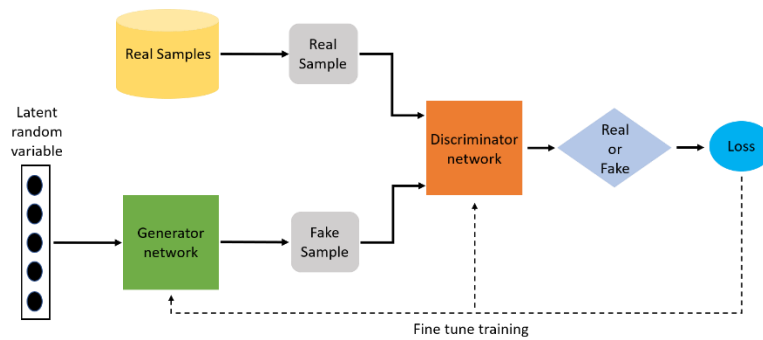 Real Samples
Real
Sample
Latent
random
variable
Discriminator
network
Real
or
Fake
Loss
Generator
network
Fake
Sample
Fine tune training